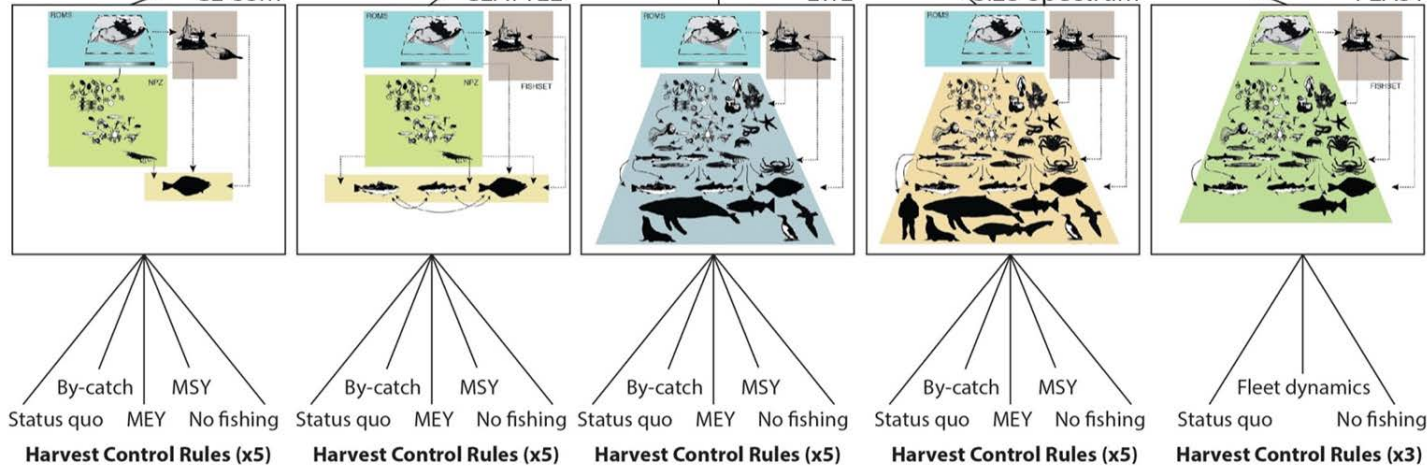 Size Spectrum
ROMS
ROMS
ROMS
ROMS
NPZ
NPZ
FISHSET
FISHSET
By-catch MSY
Status quo MEY No fishing
Harvest Control Rules (x5)
By-catch MSY
Status quo MEY No fishing
Harvest Control Rules (x5)
By-catch MSY
Status quo MEY No fishing
Harvest Control Rules (x5)
By-catch MSY
Status quo MEY No fishing
Harvest Control Rules (x5)
Fleet dynamics
Status quo No fishing
Harvest Control Rules (x3)